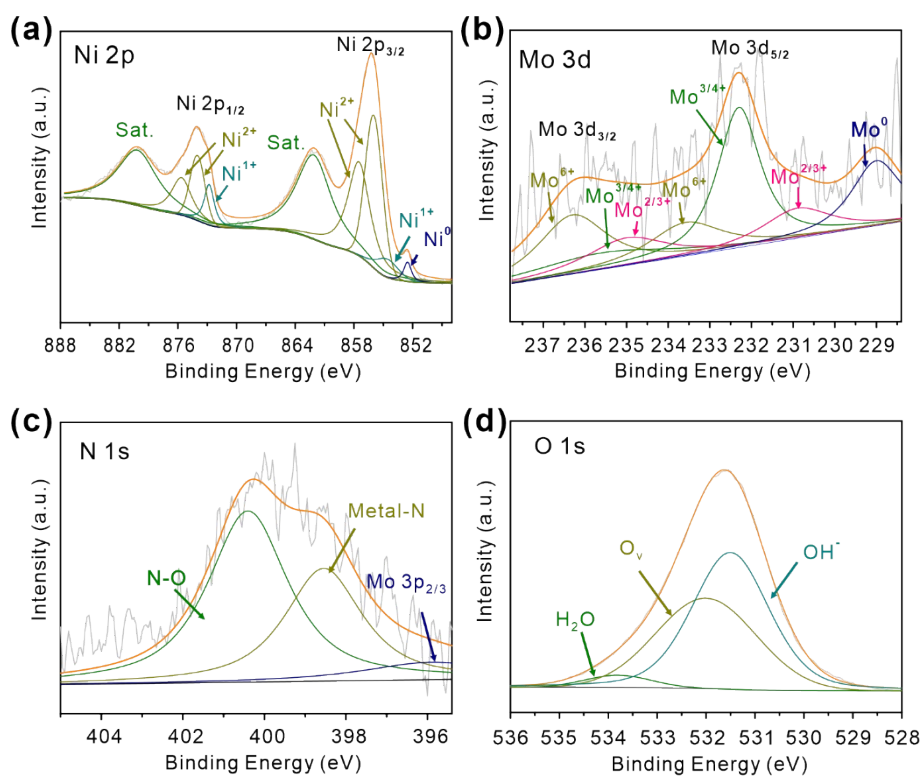 (a)
Ni 2p
Ni 2p3/2
Ni 2p1/2
Ni2+
Sat.
Ni2+
Sat.
Ni1+
Ni1+
Ni0
Intensity (a.u.)
888 882 876 870 864 858 852
Binding Energy (eV)
(b)
Mo 3d
Mo 3d5/2
Mo3/4+
Mo 3d3/2
Mo0
Mo6+
Mo3/4+
Mo6+
Mo2/3+
Mo2/3+
Intensity (a.u.)
237 236 235 234 233 232 231 230 229
Binding Energy (eV)
(c)
N 1s
Metal-N
N-O
Mo 3p2/3
Intensity (a.u.)
404 402 400 398 396
Binding Energy (eV)
(d)
O 1s
Ov
OH-
H2O
Intensity (a.u.)
536 535 534 533 532 531 530 529 528
Binding Energy (eV)